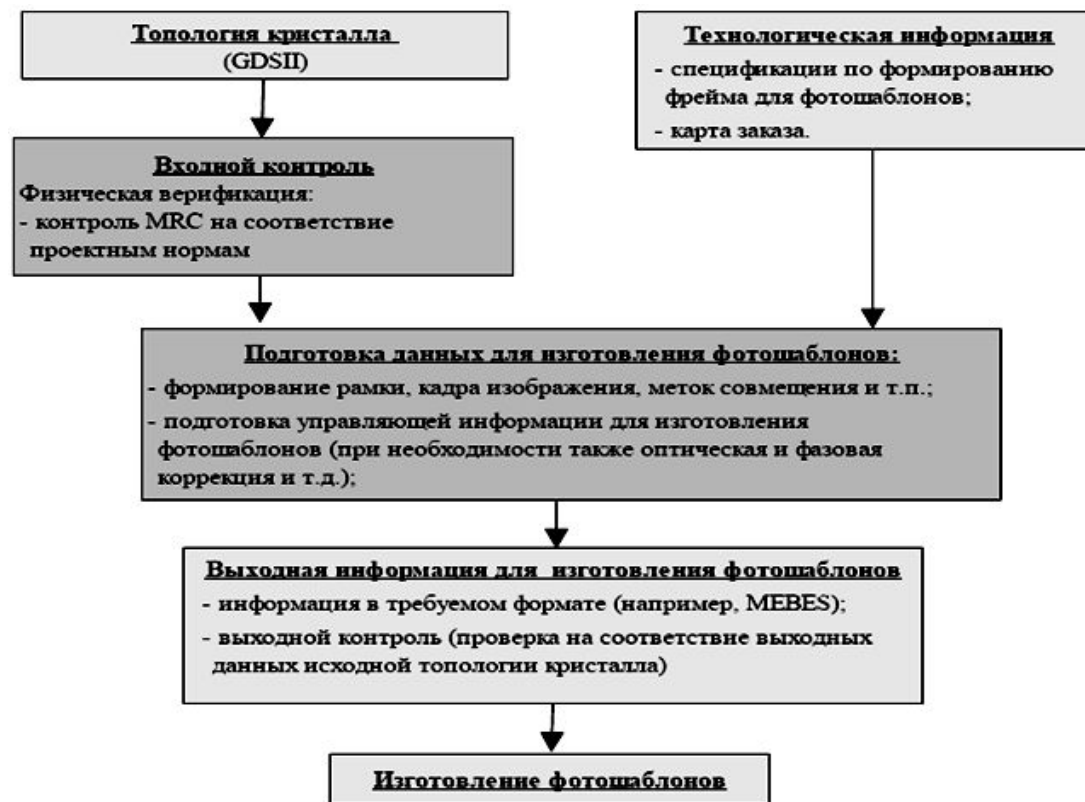 Топология кристалла
(GDSII)
Технологическая информация
- спецификации по формированию
фрейма для фотошаблонов;
- карта заказа.
Входной контроль
Физическая верификация:
- контроль MRC на соответствие
проектным нормам
Подготовка данных для изготовления фотошаблонов:
- формирование рамки, кадра изображения, меток совмещения и т.п.;
- подготовка управляющей информации для изготовления
фотошаблонов (при необходимости также оптическая и фазовая
коррекция и т.д.);
Выходная информация для изготовления фотошаблонов
- информация в требуемом формате (например, MEBES);
- выходной контроль (проверка на соответствие выходных
данных исходной топологии кристалла)
Изготовление фотошаблонов